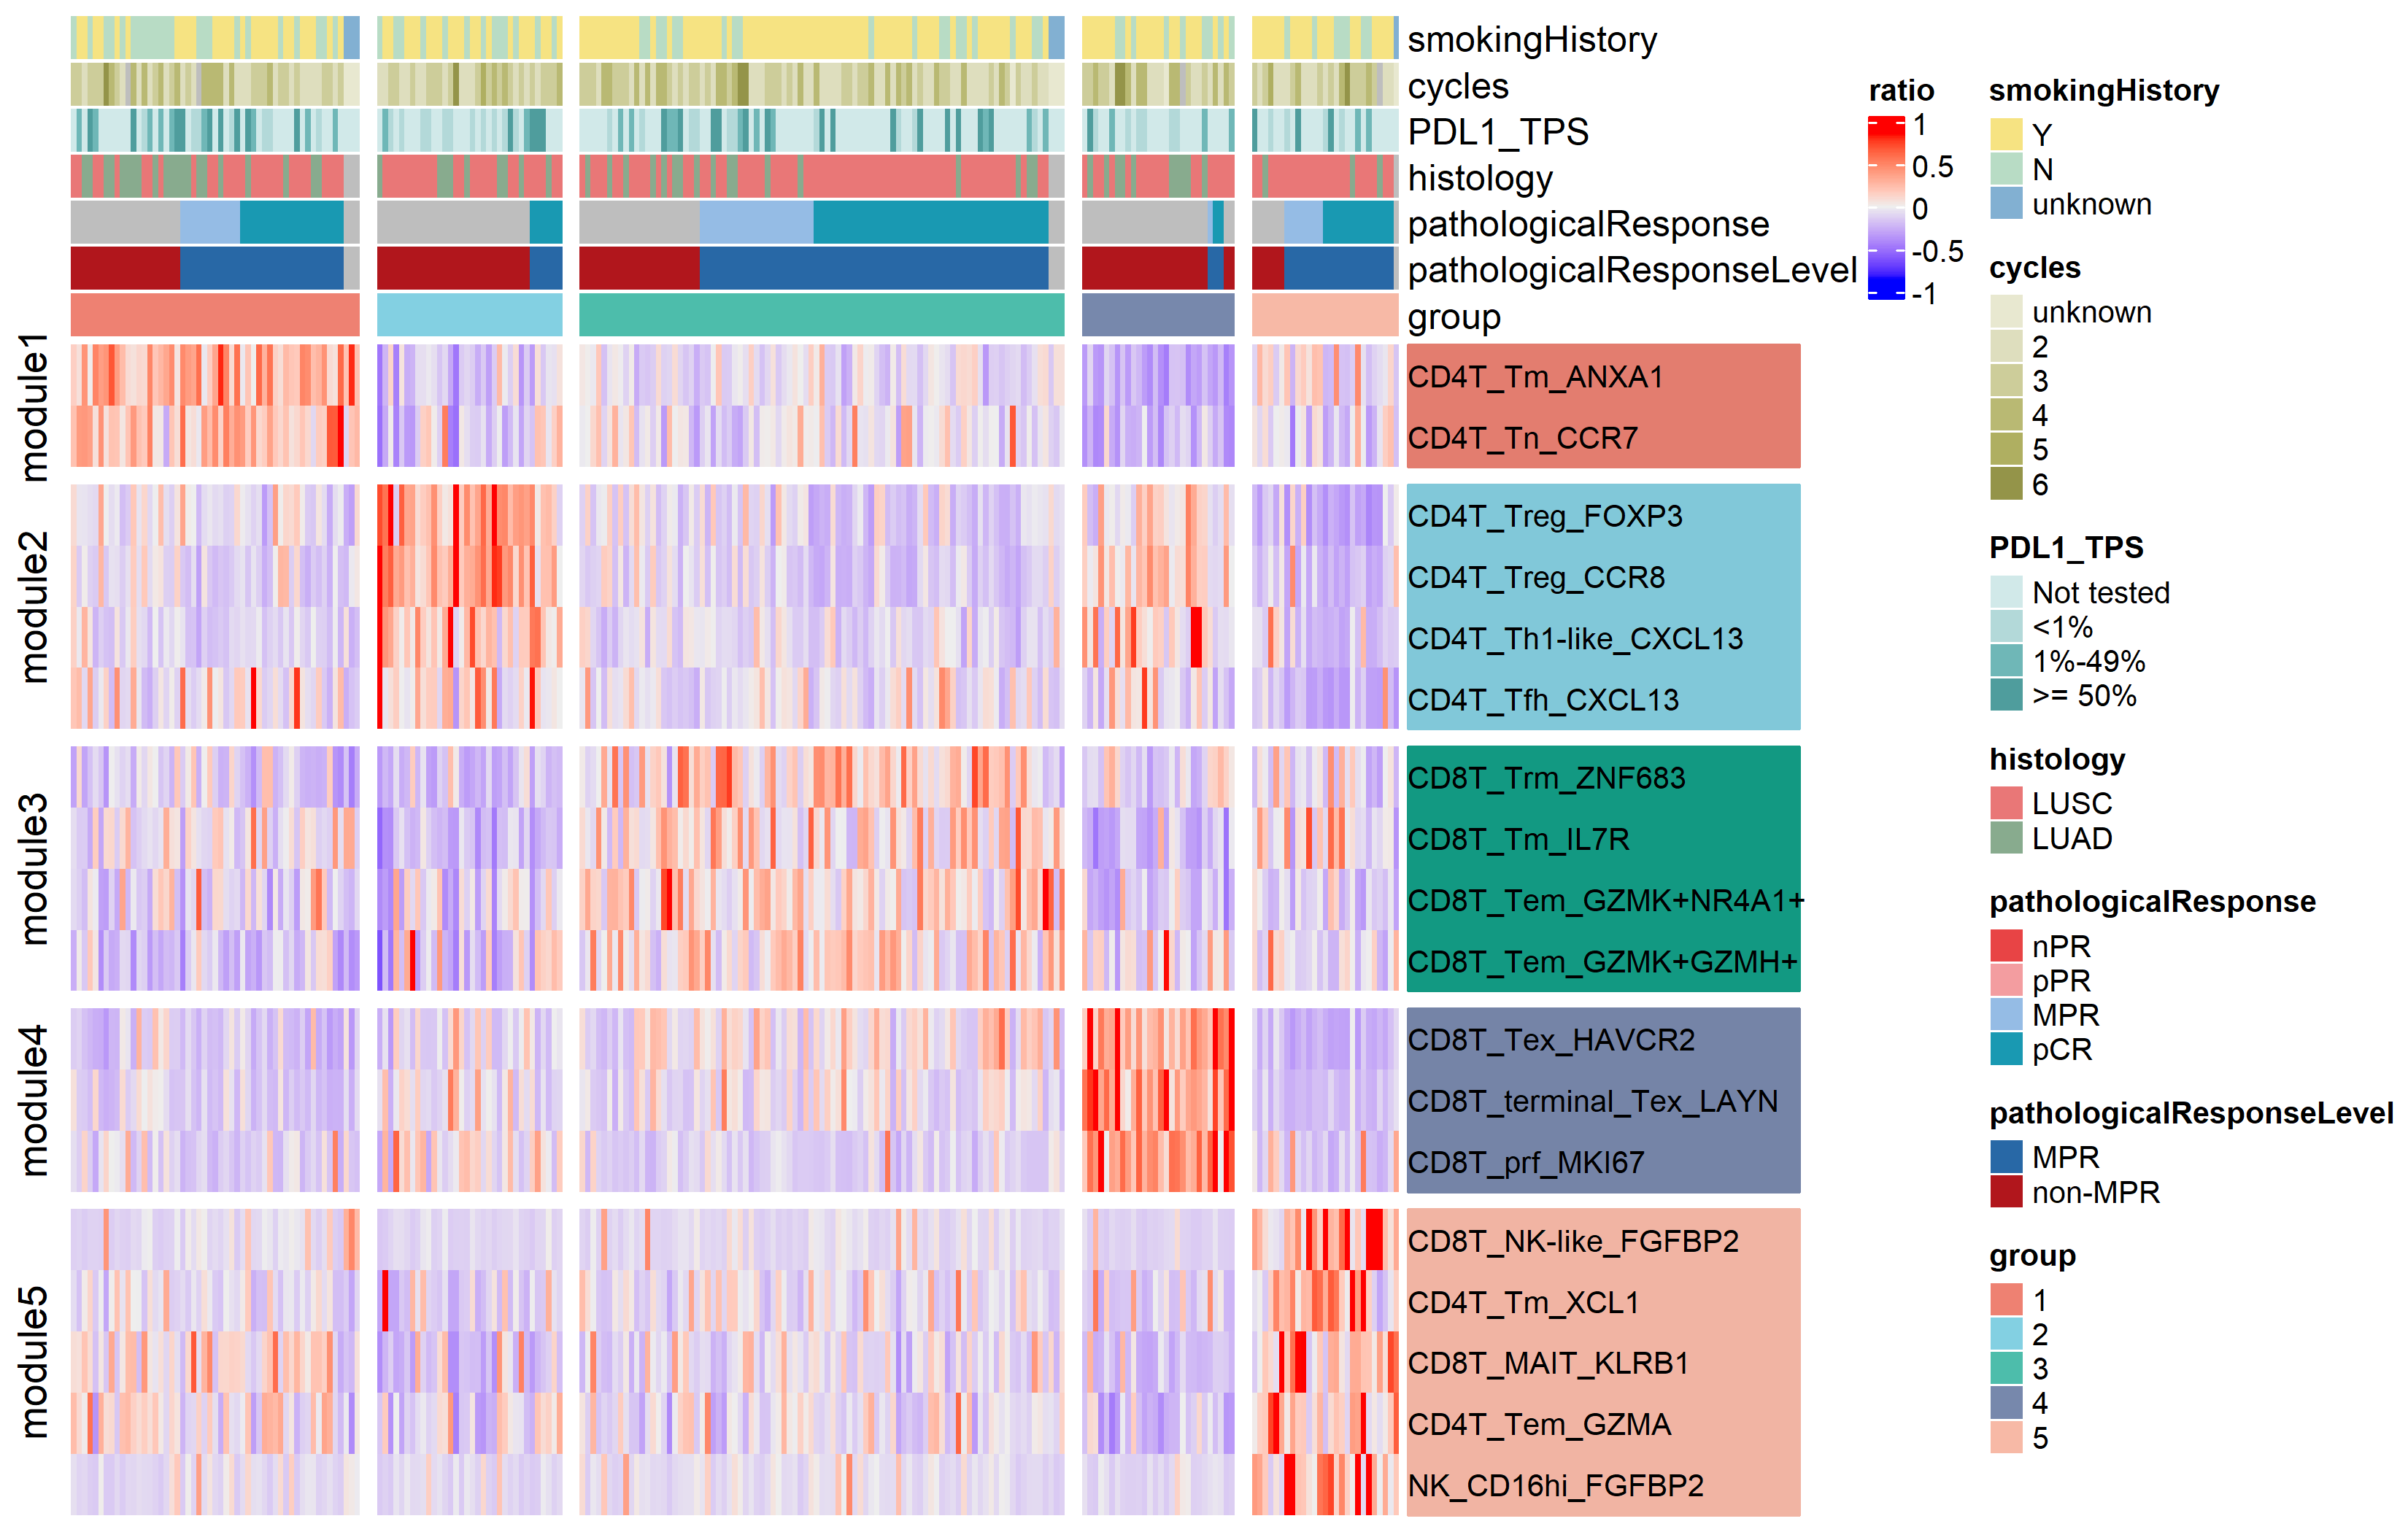 smokingHistory
cycles
PDL1_TPS
histology
pathologicalResponse
pathologicalResponseLevel
group
module1
CD4T_Tm_ANXA1
CD4T_Tn_CCR7
module2
CD4T_Treg_FOXP3
CD4T_Treg_CCR8
CD4T_Th1-like_CXCL13
CD4T_Tfh_CXCL13
module3
CD8T_Trm_ZNF683
CD8T_Tm_IL7R
CD8T_Tem_GZMK+NR4A1+
CD8T_Tem_GZMK+GZMH+
module4
CD8T_Tex_HAVCR2
CD8T_terminal_Tex_LAYN
CD8T_prf_MKI67
module5
CD8T_NK-like_FGFBP2
CD4T_Tm_XCL1
CD8T_MAIT_KLRB1
CD4T_Tem_GZMA
NK_CD16hi_FGFBP2
ratio
1
0.5
0
-0.5
-1
smokingHistory
Y
N
unknown
cycles
unknown
2
3
4
5
6
PDL1_TPS
Not tested
<1%
1%-49%
>= 50%
histology
LUSC
LUAD
pathologicalResponse
nPR
pPR
MPR
pCR
pathologicalResponseLevel
MPR
non-MPR
group
1
2
3
4
5